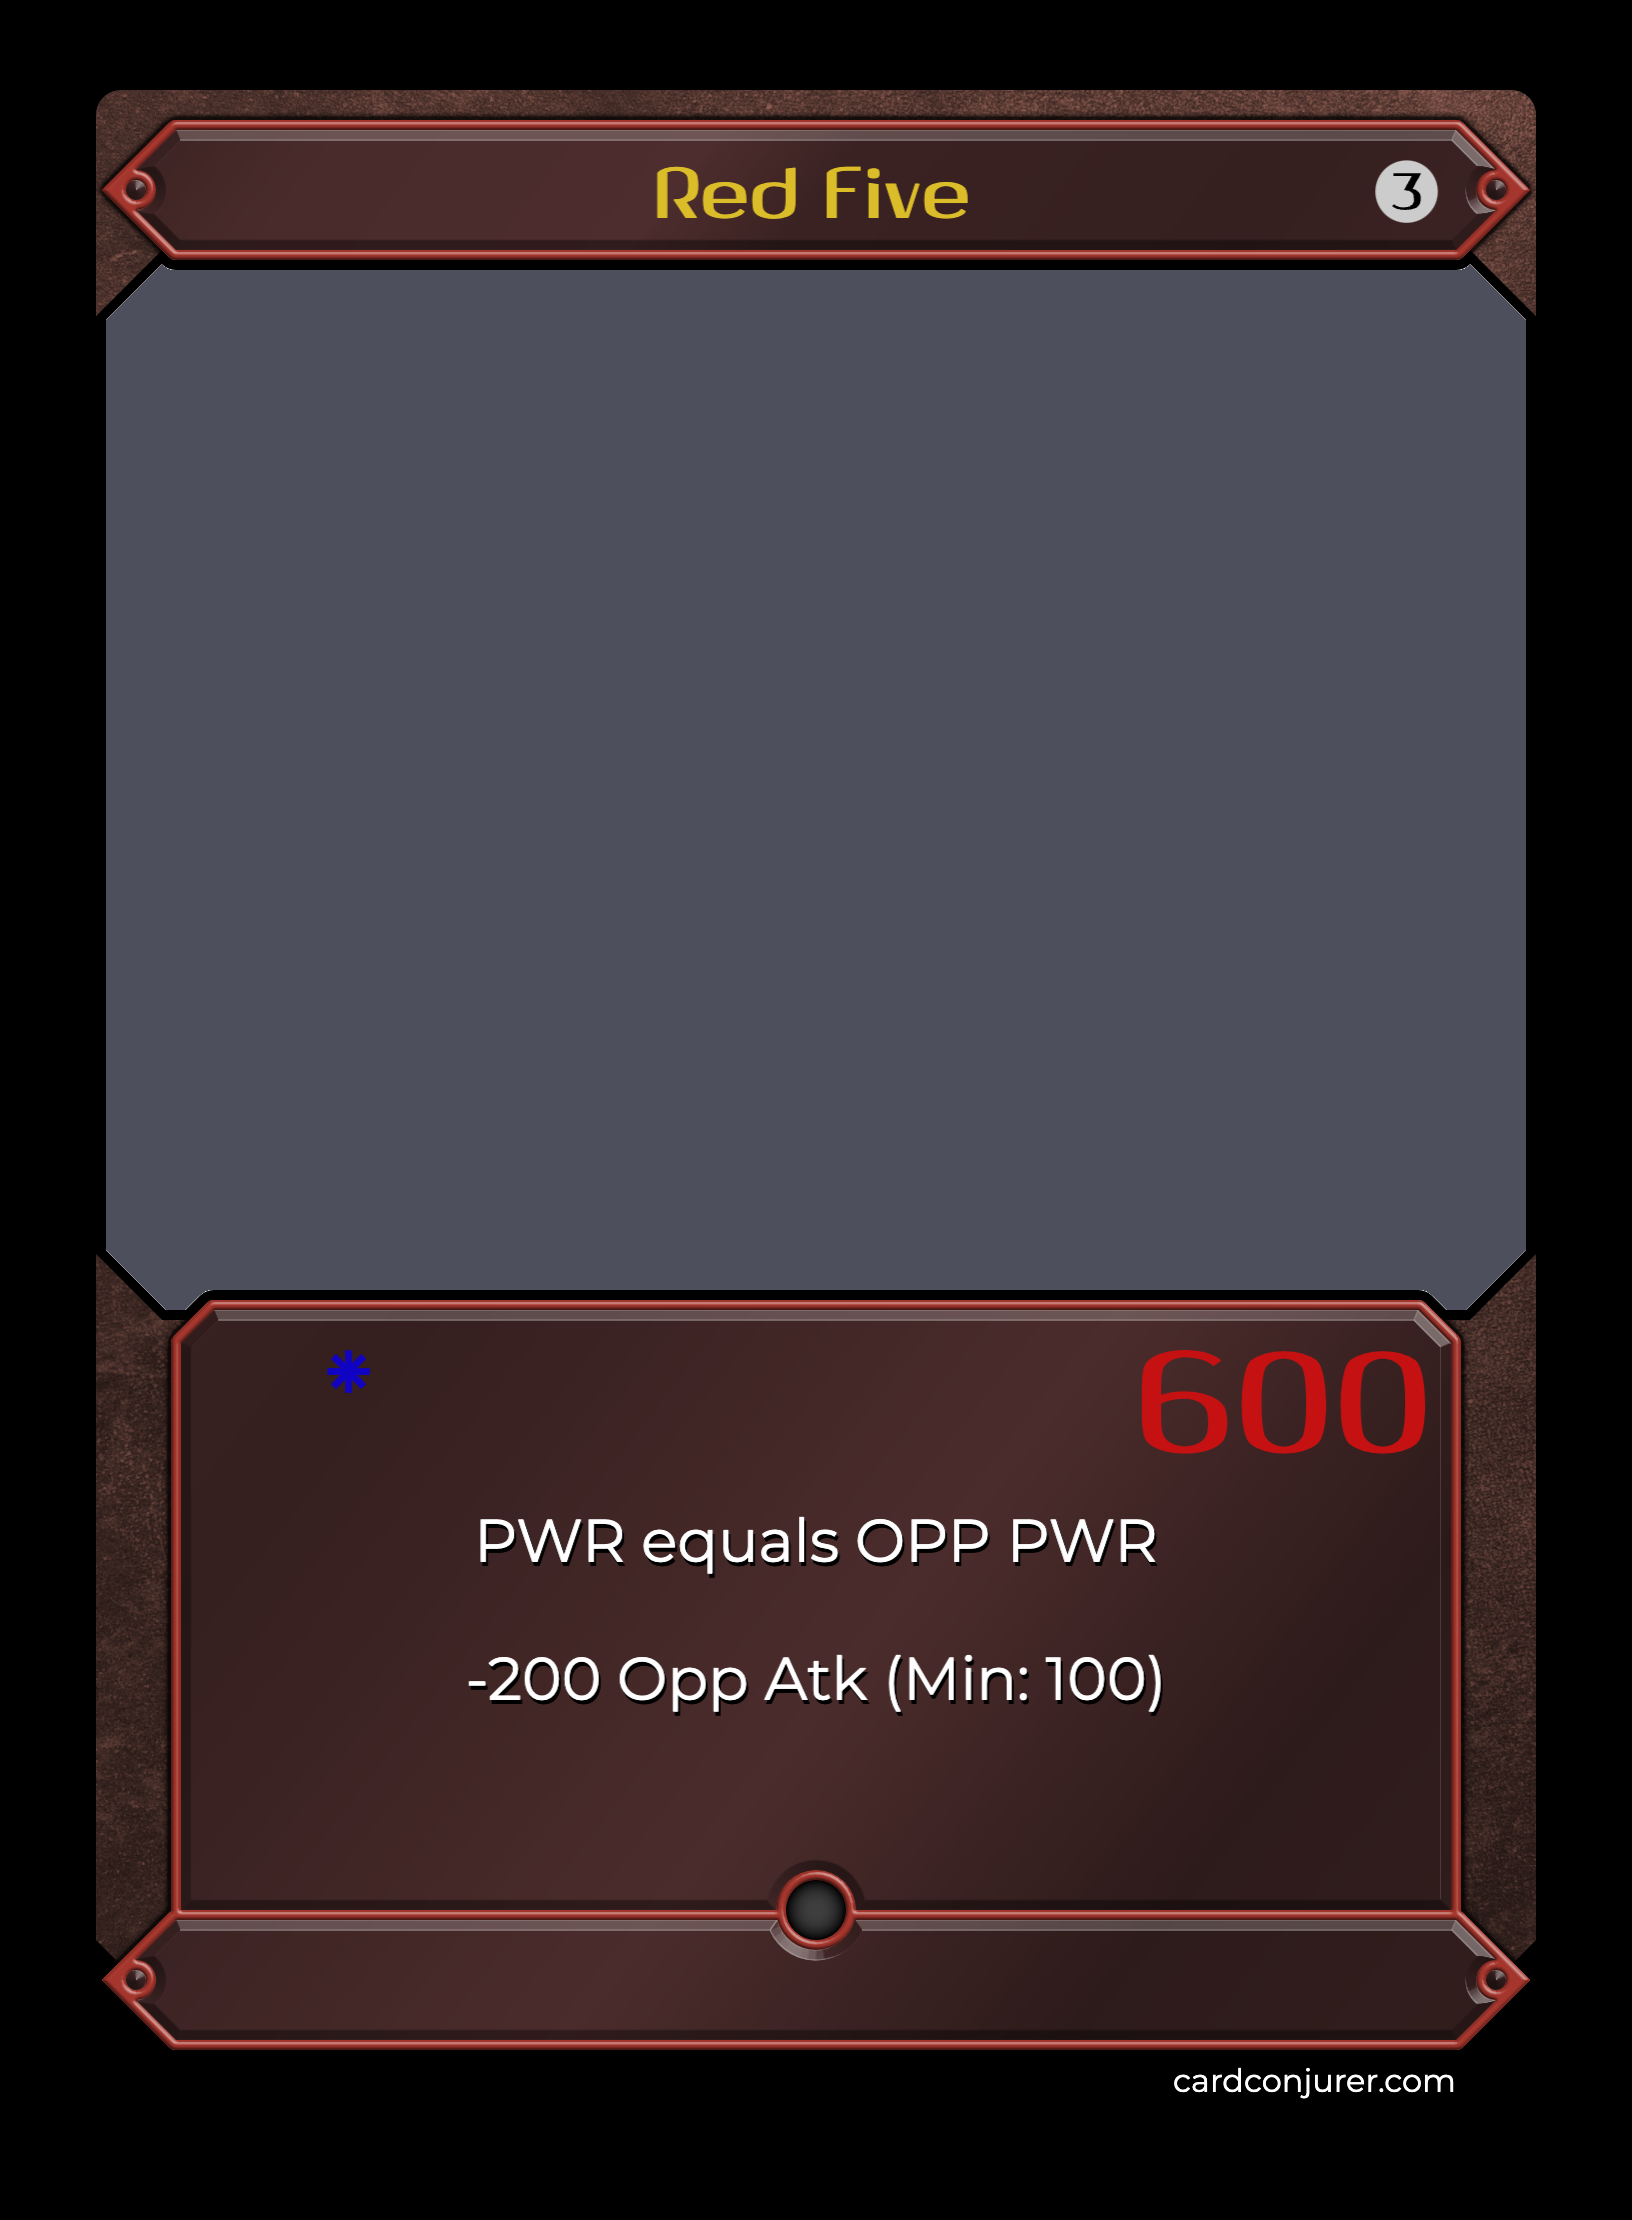 Red Five 3
* 600
PWR equals OPP PWR
-200 Opp Atk (Min: 100)
cardconjurer.com